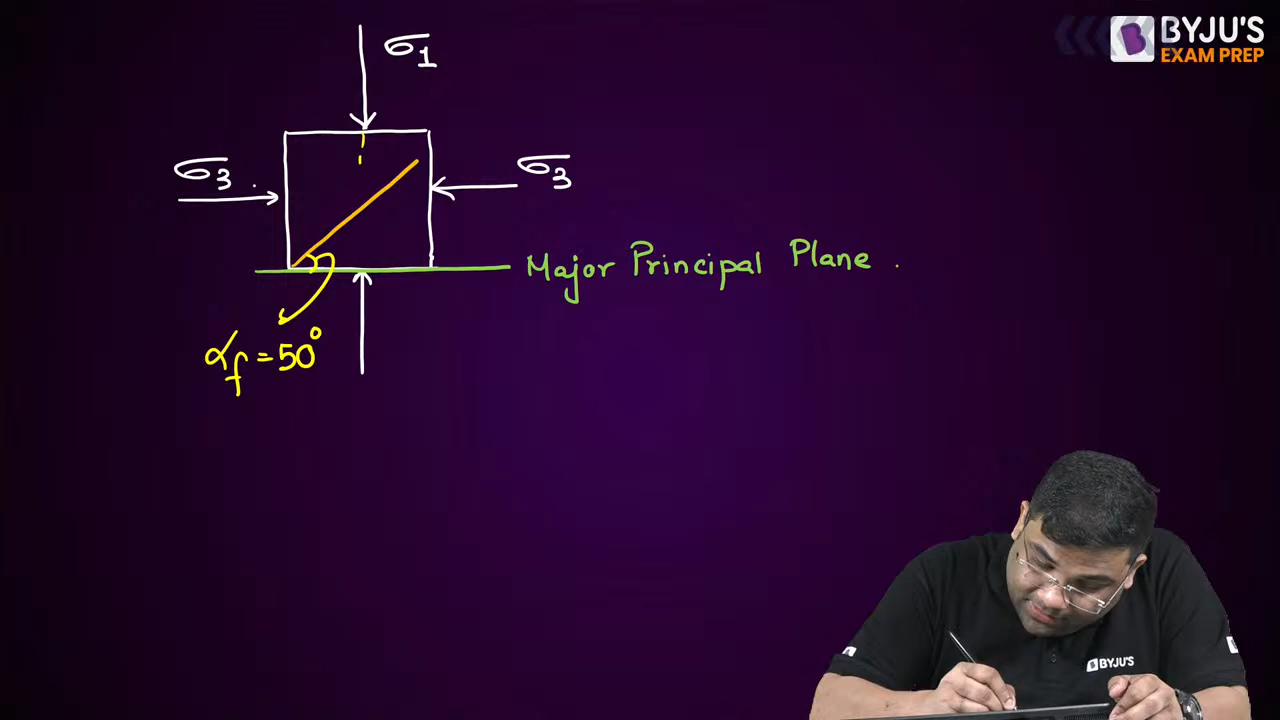 BYJU'S
EXAM PREP
σ1
σ3
σ3
Major Principal Plane .
αf = 50°
BYJU'S